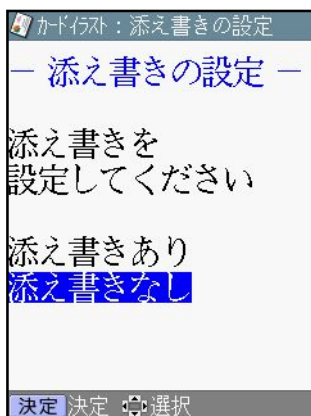 カードイラスト：添え書きの設定
－ 添え書きの設定 －
添え書きを
設定してください
添え書きあり
添え書きなし
決定 決定 選択